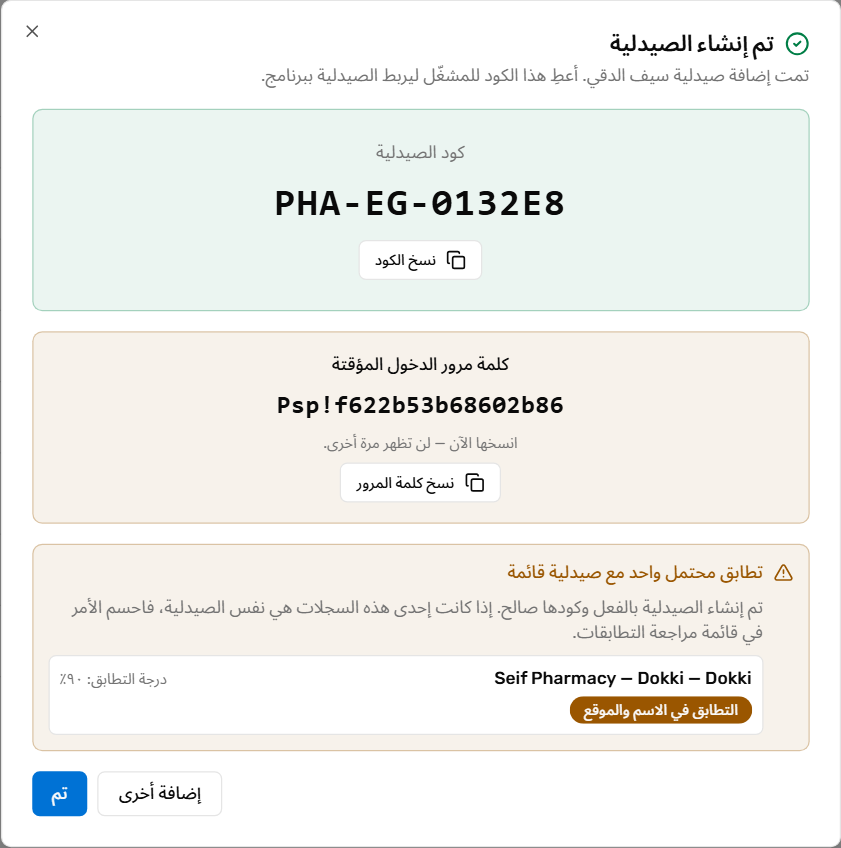 تم إنشاء الصيدلية
تمت إضافة صيدلية سيف الدقي. أعطِ هذا الكود للمشغّل ليربط الصيدلية ببرنامج.
كود الصيدلية
PHA-EG-0132E8
نسخ الكود
كلمة مرور الدخول المؤقتة
Psp!f622b53b68602b86
انسخها الآن — لن تظهر مرة أخرى.
نسخ كلمة المرور
تطابق محتمل واحد مع صيدلية قائمة
تم إنشاء الصيدلية بالفعل وكودها صالح. إذا كانت إحدى هذه السجلات هي نفس الصيدلية، فاحسم الأمر
في قائمة مراجعة التطابقات.
Seif Pharmacy — Dokki — Dokki
درجة التطابق: ٩٠٪
التطابق في الاسم والموقع
إضافة أخرى
تم